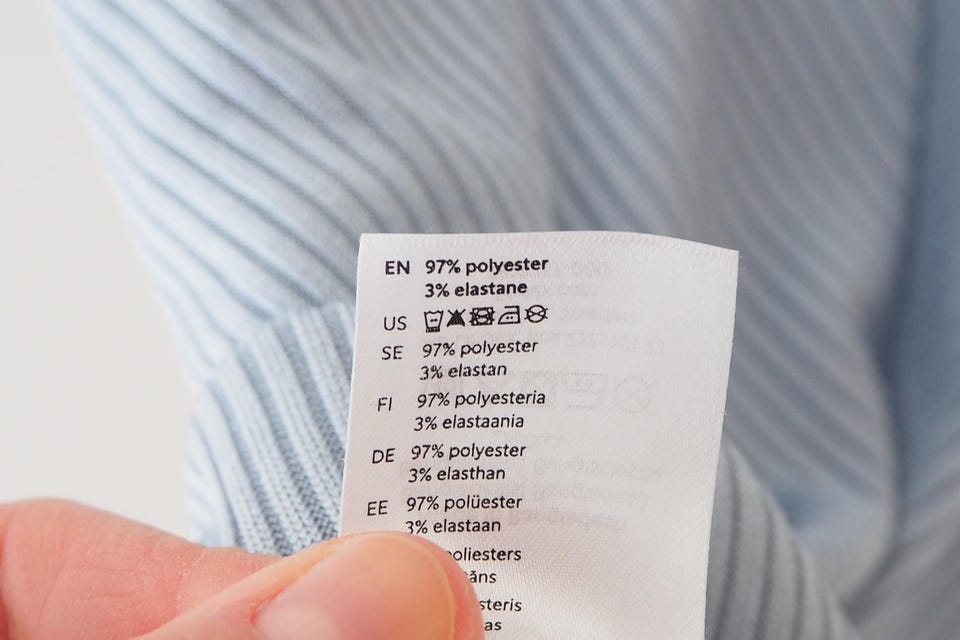 EN 97% polyester
3% elastane
US
SE 97% polyester
3% elastan
FI 97% polyesteria
3% elastaania
DE 97% polyester
3% elasthan
EE 97% polüester
3% elastaan